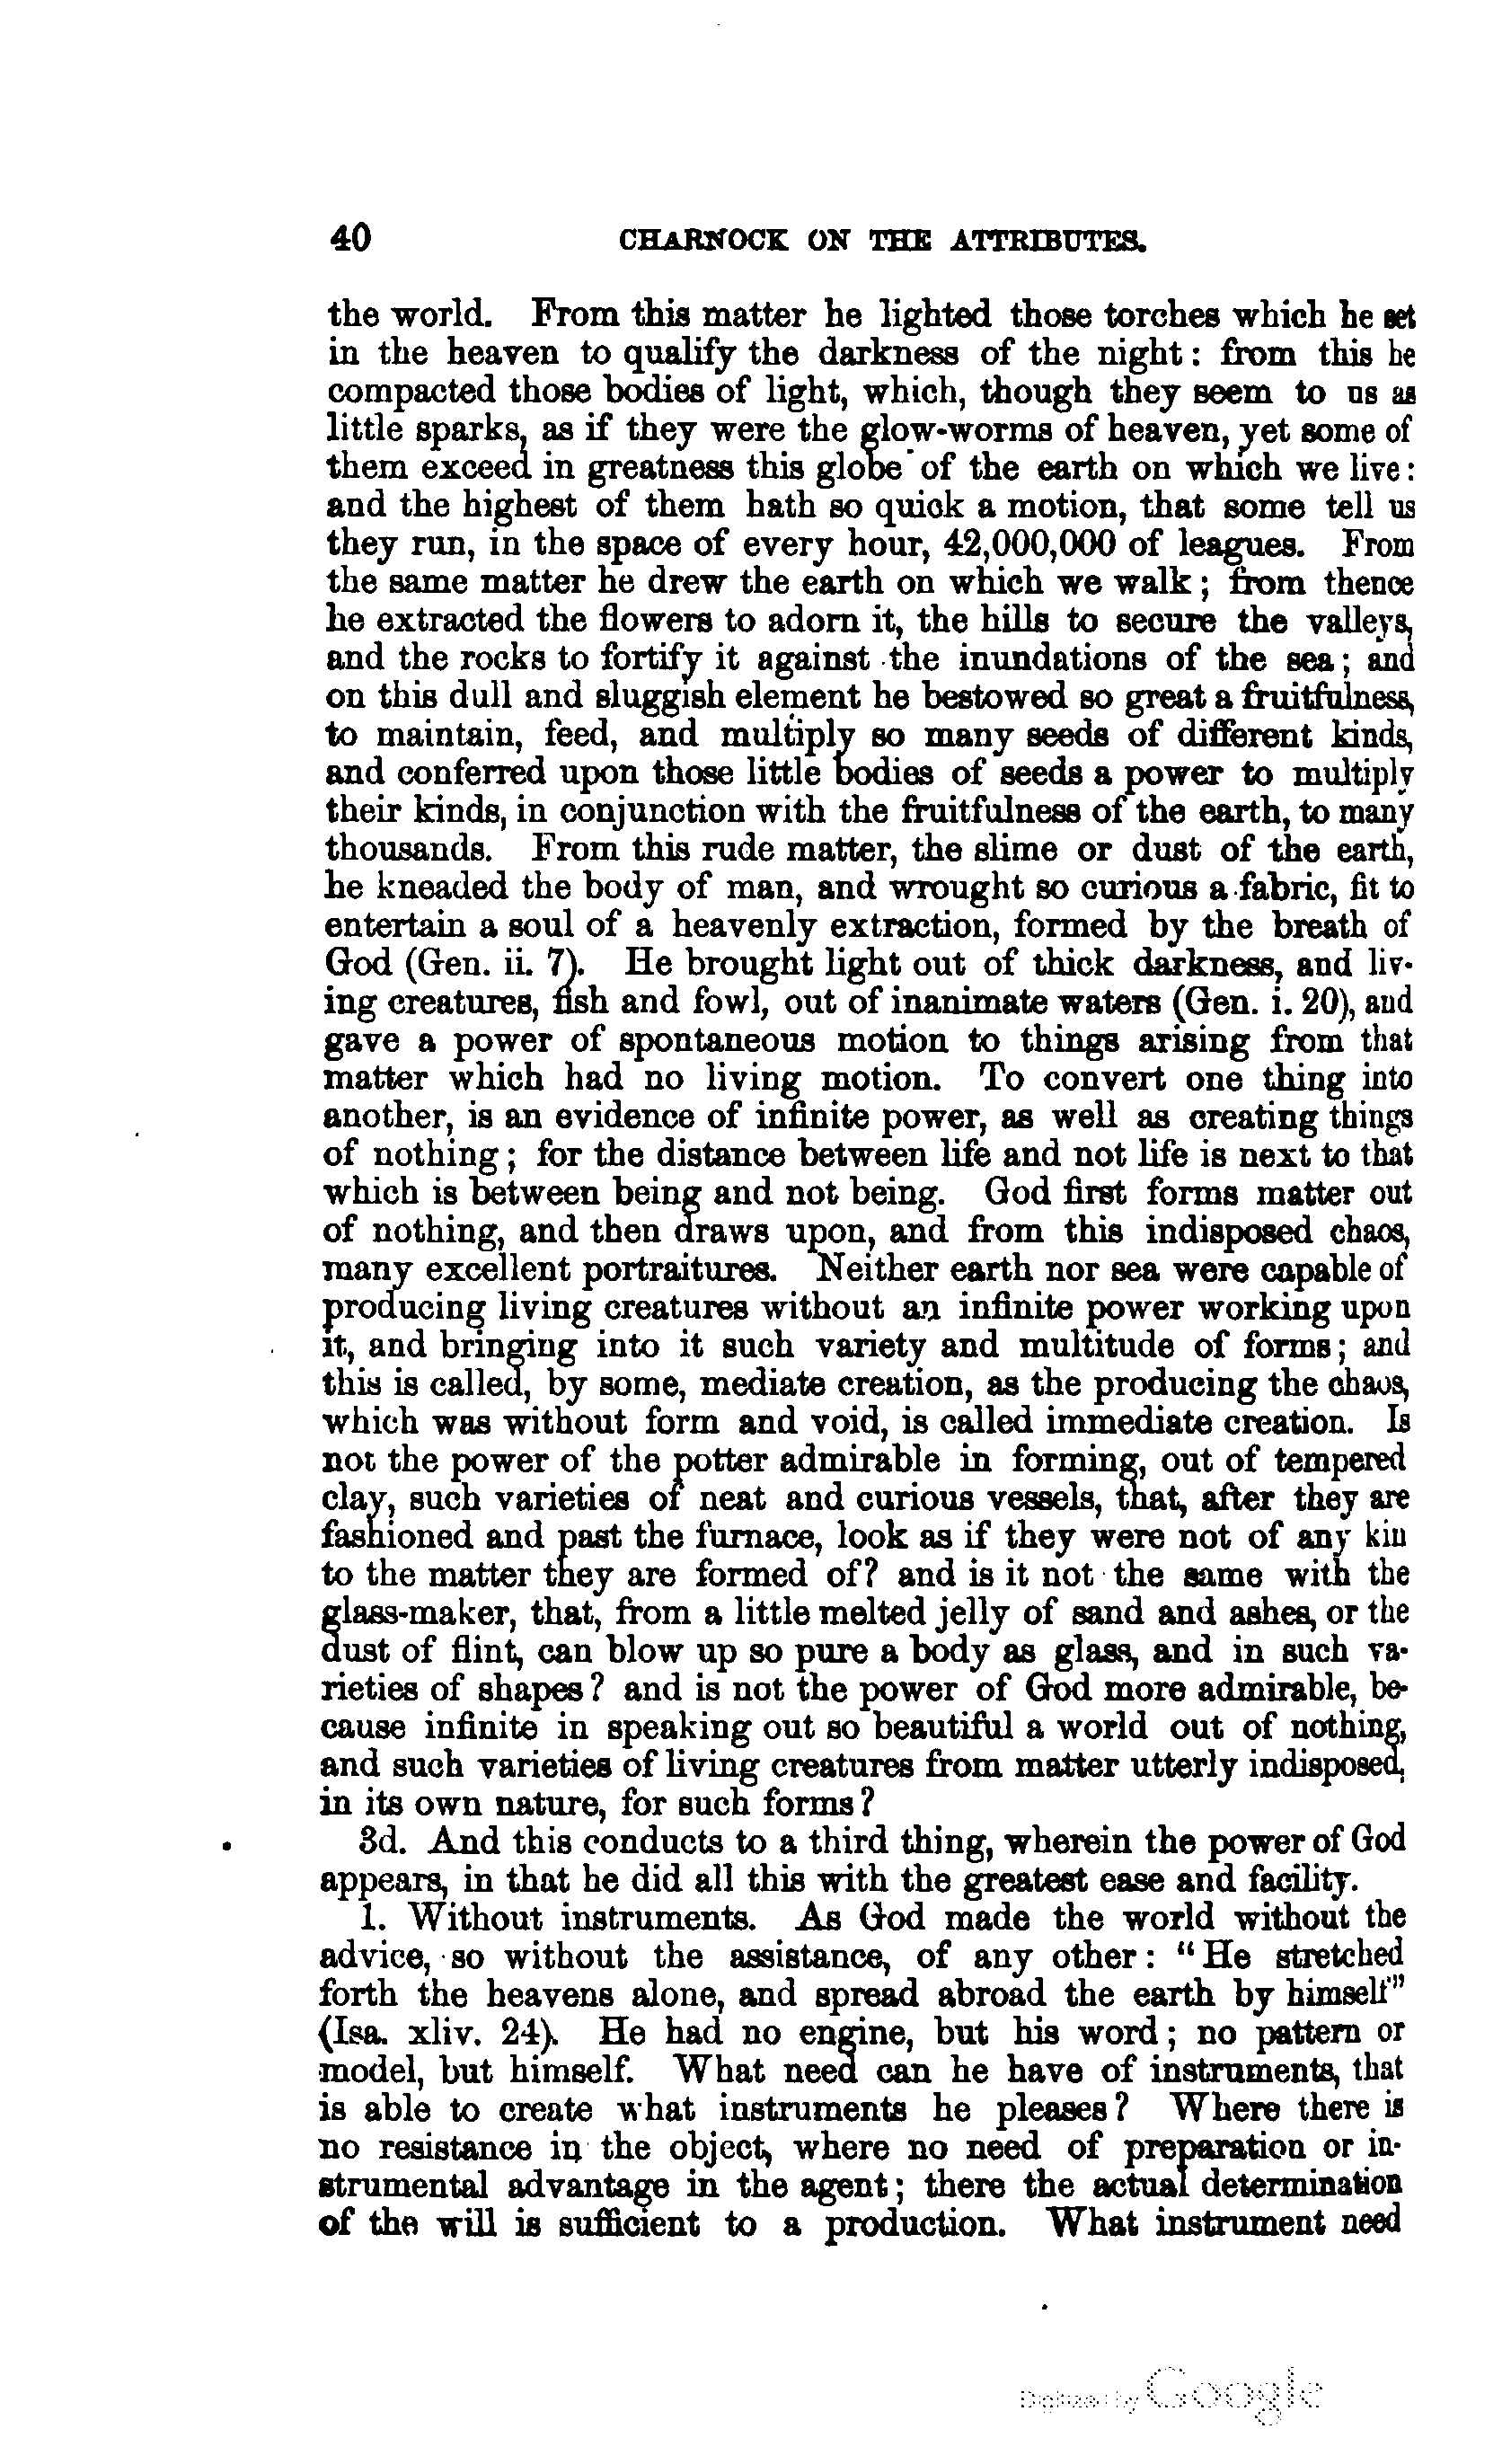 40 CHARNOCK ON THE ATTRIBUTES.
the world. From this matter he lighted those torches which he set
in the heaven to qualify the darkness of the night: from this he
compacted those bodies of light, which, though they seem to us as
little sparks, as if they were the glow-worms of heaven, yet some of
them exceed in greatness this globe of the earth on which we live:
and the highest of them hath so quick a motion, that some tell us
they run, in the space of every hour, 42,000,000 of leagues. From
the same matter he drew the earth on which we walk; from thence
he extracted the flowers to adorn it, the hills to secure the valleys,
and the rocks to fortify it against the inundations of the sea; and
on this dull and sluggish element he bestowed so great a fruitfulness,
to maintain, feed, and multiply so many seeds of different kinds,
and conferred upon those little bodies of seeds a power to multiply
their kinds, in conjunction with the fruitfulness of the earth, to many
thousands. From this rude matter, the slime or dust of the earth,
he kneaded the body of man, and wrought so curious a fabric, fit to
entertain a soul of a heavenly extraction, formed by the breath of
God (Gen. ii. 7). He brought light out of thick darkness, and liv-
ing creatures, fish and fowl, out of inanimate waters (Gen. i. 20), and
gave a power of spontaneous motion to things arising from that
matter which had no living motion. To convert one thing into
another, is an evidence of infinite power, as well as creating things
of nothing; for the distance between life and not life is next to that
which is between being and not being. God first forms matter out
of nothing, and then draws upon, and from this indisposed chaos,
many excellent portraitures. Neither earth nor sea were capable of
producing living creatures without an infinite power working upon
it, and bringing into it such variety and multitude of forms; and
this is called, by some, mediate creation, as the producing the chaos,
which was without form and void, is called immediate creation. Is
not the power of the potter admirable in forming, out of tempered
clay, such varieties of neat and curious vessels, that, after they are
fashioned and past the furnace, look as if they were not of any kin
to the matter they are formed of? and is it not the same with the
glass-maker, that, from a little melted jelly of sand and ashes, or the
dust of flint, can blow up so pure a body as glass, and in such va-
rieties of shapes? and is not the power of God more admirable, be-
cause infinite in speaking out so beautiful a world out of nothing,
and such varieties of living creatures from matter utterly indisposed,
in its own nature, for such forms?
3d. And this conducts to a third thing, wherein the power of God
appears, in that he did all this with the greatest ease and facility.
1. Without instruments. As God made the world without the
advice, so without the assistance, of any other: "He stretched
forth the heavens alone, and spread abroad the earth by himself"
(Isa. xliv. 24). He had no engine, but his word; no pattern or
model, but himself. What need can he have of instruments, that
is able to create what instruments he pleases? Where there is
no resistance in the object, where no need of preparation or in-
strumental advantage in the agent; there the actual determination
of the will is sufficient to a production. What instrument need
Digitized by Google